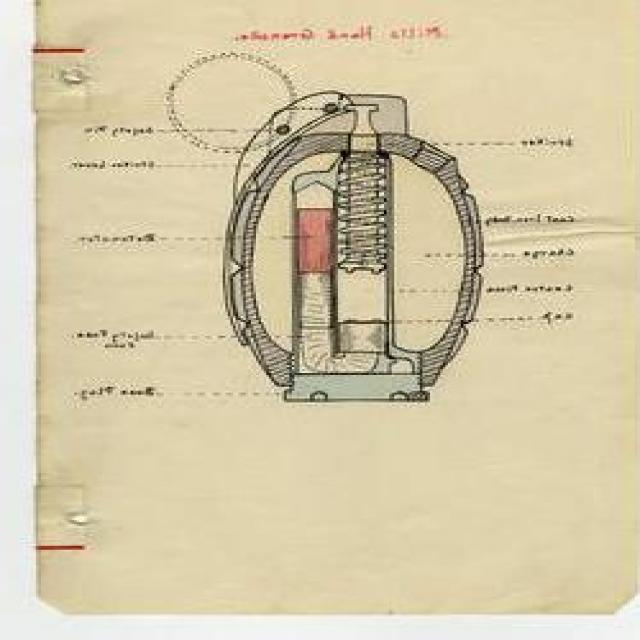 Mills Hand Grenade.
Safety Pin
Striker Lever
Detonator
Safety Fuse
Base Plug.
Striker
Cast Iron body
Charge
Centre Piece
Cap